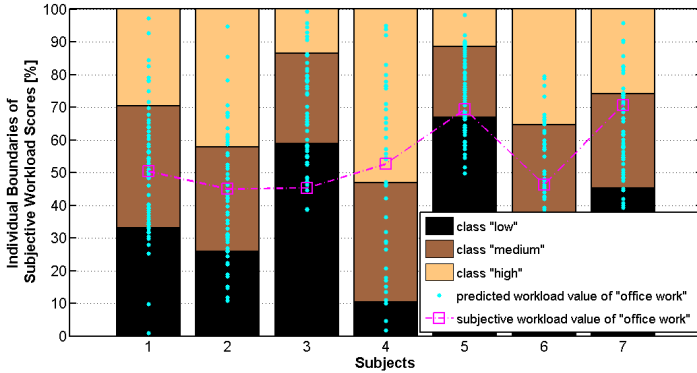 100
90
80
70
60
50
40
30
20
10
0
Individual Boundaries of
Subjective Workload Scores [%]
class "low"
class "medium"
class "high"
predicted workload value of "office work"
subjective workload value of "office work"
1 2 3 4 5 6 7
Subjects